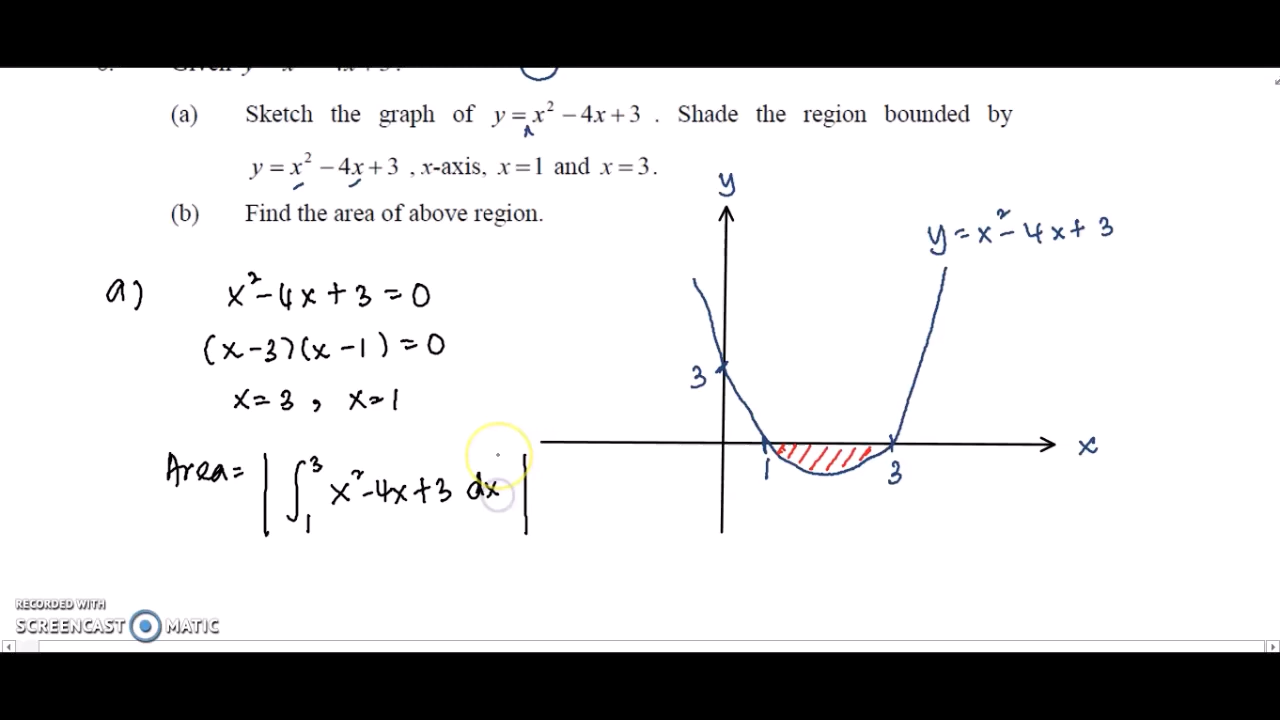 (a) Sketch the graph of y = x² − 4x + 3 . Shade the region bounded by
y = x² − 4x + 3 , x-axis, x = 1 and x = 3.
(b) Find the area of above region.
a) x² − 4x + 3 = 0
(x − 3)(x − 1) = 0
x = 3 , x = 1
Area = | ∫₁³ x² − 4x + 3 dx |
y
y = x² − 4x + 3
3
x
1
3
RECORDED WITH
SCREENCAST MATIC